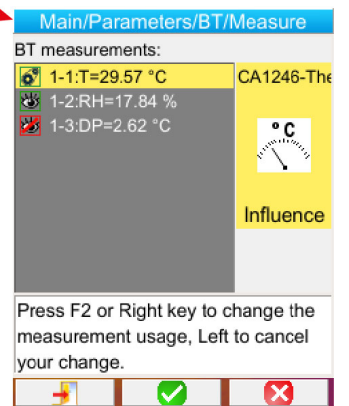 Main/Parameters/BT/Measure
BT measurements:
1-1:T=29.57 °C
1-2:RH=17.84 %
1-3:DP=2.62 °C
CA1246-The
°C
Influence
Press F2 or Right key to change the
measurement usage, Left to cancel
your change.